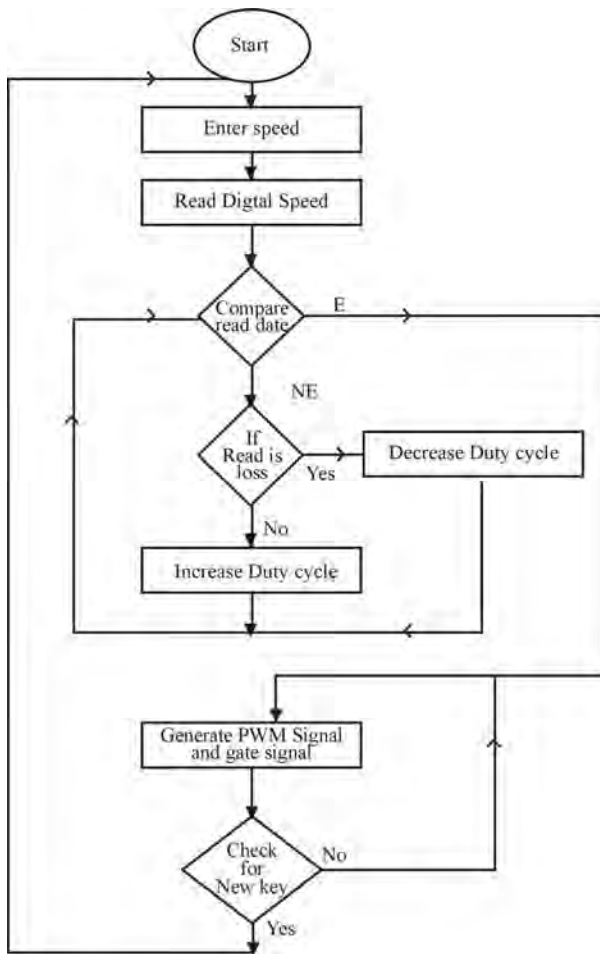 Start
Enter speed
Read Digtal Speed
Compare
read date
E
NE
If
Read is
loss
Yes
Decrease Duty cycle
No
Increase Duty cycle
Generate PWM Signal
and gate signal
Check
for
New key
No
Yes